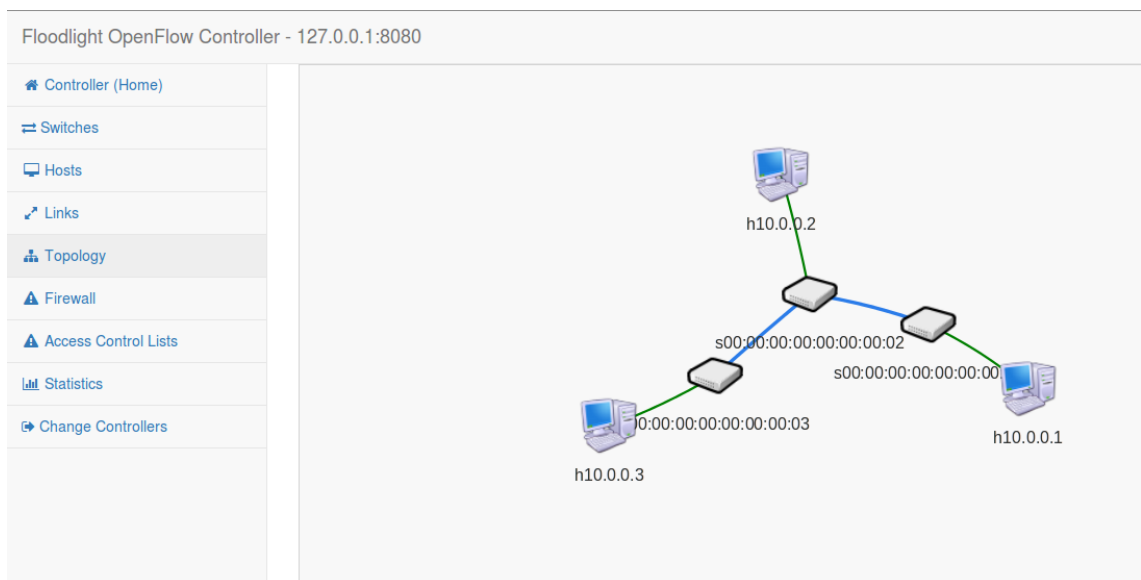 Floodlight OpenFlow Controller - 127.0.0.1:8080
Controller (Home)
Switches
Hosts
Links
Topology
Firewall
Access Control Lists
Statistics
Change Controllers
h10.0.0.2
s00:00:00:00:00:00:00:02
s00:00:00:00:00:00:00
0:00:00:00:00:00:00:03
h10.0.0.1
h10.0.0.3